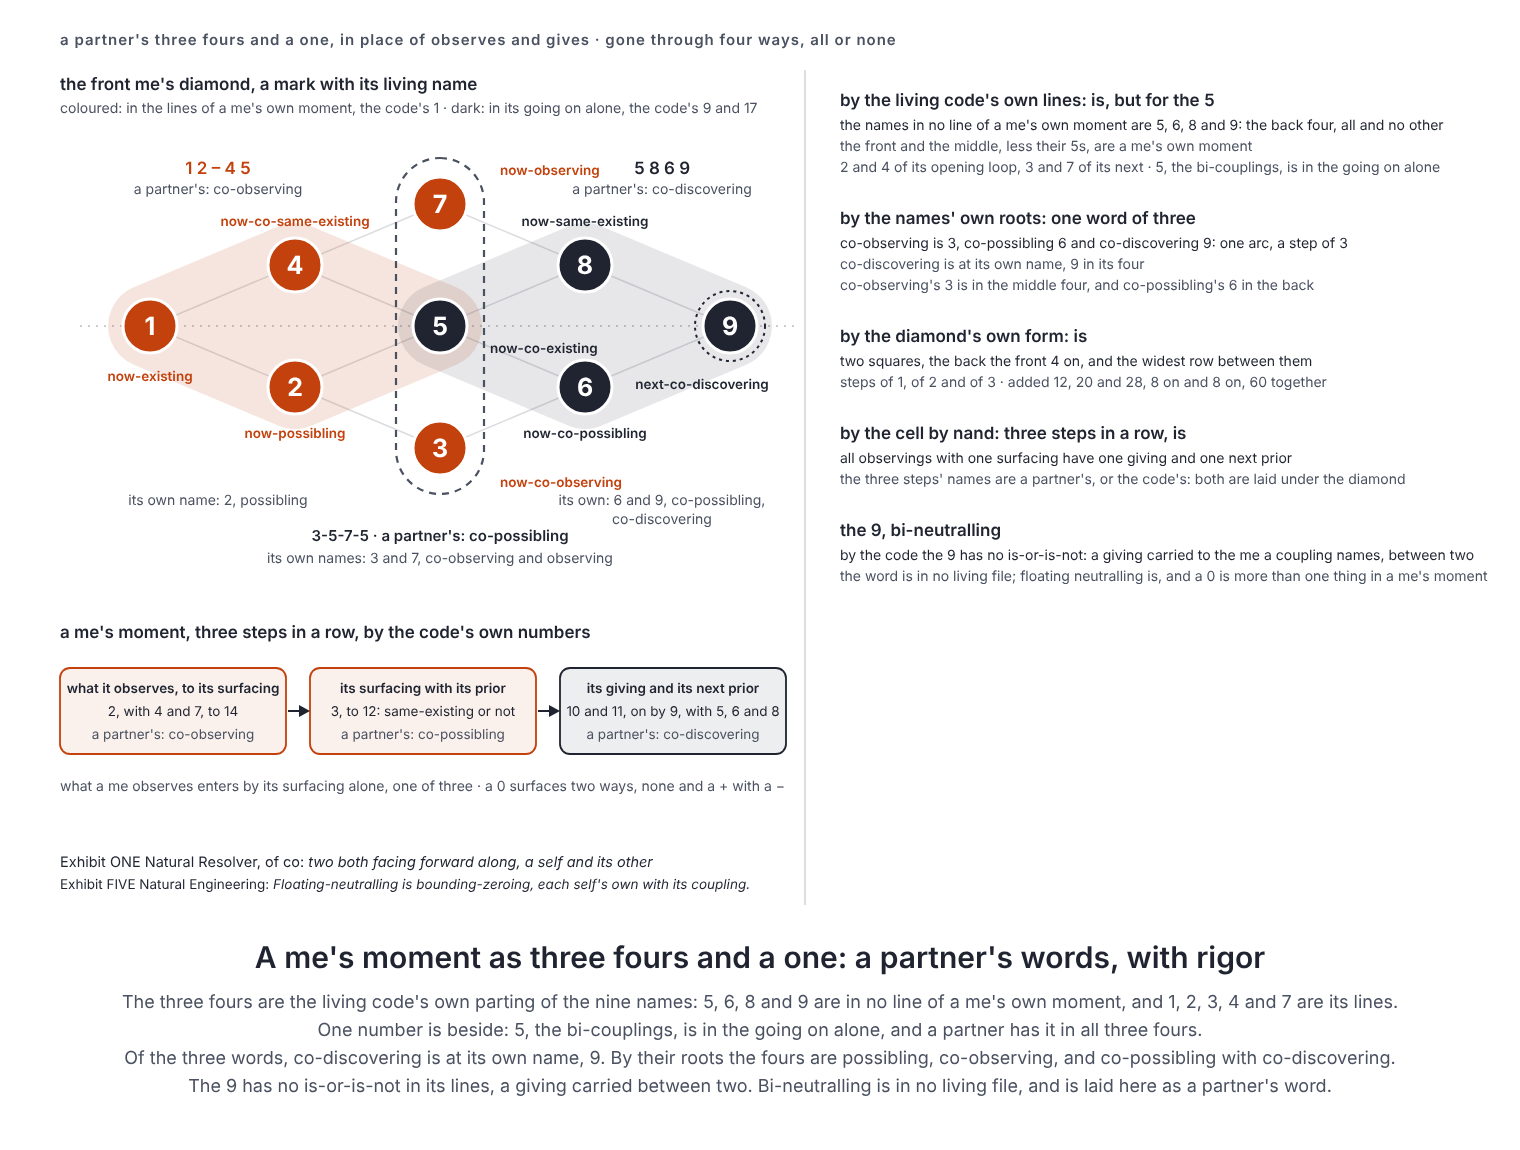 a partner's three fours and a one, in place of observes and gives · gone through four ways, all or none
the front me's diamond, a mark with its living name
coloured: in the lines of a me's own moment, the code's 1 · dark: in its going on alone, the code's 9 and 17
1 2 – 4 5
a partner's: co-observing
now-observing
5 8 6 9
a partner's: co-discovering
7
now-co-same-existing
now-same-existing
4
8
1
5
9
now-co-existing
now-existing
2
6
next-co-discovering
now-possibling
now-co-possibling
3
now-co-observing
its own name: 2, possibling
its own: 6 and 9, co-possibling,
co-discovering
3-5-7-5 · a partner's: co-possibling
its own names: 3 and 7, co-observing and observing
a me's moment, three steps in a row, by the code's own numbers
what it observes, to its surfacing
2, with 4 and 7, to 14
a partner's: co-observing
its surfacing with its prior
3, to 12: same-existing or not
a partner's: co-possibling
its giving and its next prior
10 and 11, on by 9, with 5, 6 and 8
a partner's: co-discovering
what a me observes enters by its surfacing alone, one of three · a 0 surfaces two ways, none and a + with a −
Exhibit ONE Natural Resolver, of co: two both facing forward along, a self and its other
Exhibit FIVE Natural Engineering: Floating-neutralling is bounding-zeroing, each self's own with its coupling.
by the living code's own lines: is, but for the 5
the names in no line of a me's own moment are 5, 6, 8 and 9: the back four, all and no other
the front and the middle, less their 5s, are a me's own moment
2 and 4 of its opening loop, 3 and 7 of its next · 5, the bi-couplings, is in the going on alone
by the names' own roots: one word of three
co-observing is 3, co-possibling 6 and co-discovering 9: one arc, a step of 3
co-discovering is at its own name, 9 in its four
co-observing's 3 is in the middle four, and co-possibling's 6 in the back
by the diamond's own form: is
two squares, the back the front 4 on, and the widest row between them
steps of 1, of 2 and of 3 · added 12, 20 and 28, 8 on and 8 on, 60 together
by the cell by nand: three steps in a row, is
all observings with one surfacing have one giving and one next prior
the three steps' names are a partner's, or the code's: both are laid under the diamond
the 9, bi-neutralling
by the code the 9 has no is-or-is-not: a giving carried to the me a coupling names, between two
the word is in no living file; floating neutralling is, and a 0 is more than one thing in a me's moment
A me's moment as three fours and a one: a partner's words, with rigor
The three fours are the living code's own parting of the nine names: 5, 6, 8 and 9 are in no line of a me's own moment, and 1, 2, 3, 4 and 7 are its lines.
One number is beside: 5, the bi-couplings, is in the going on alone, and a partner has it in all three fours.
Of the three words, co-discovering is at its own name, 9. By their roots the fours are possibling, co-observing, and co-possibling with co-discovering.
The 9 has no is-or-is-not in its lines, a giving carried between two. Bi-neutralling is in no living file, and is laid here as a partner's word.